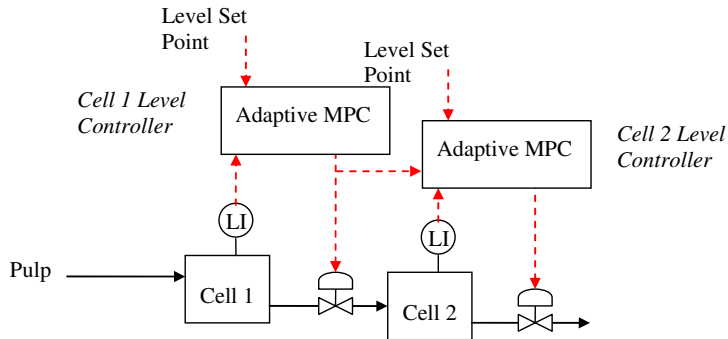 Level Set
Point
Level Set
Point
Cell 1 Level
Controller
Adaptive MPC
Adaptive MPC
Cell 2 Level
Controller
LI
LI
Pulp
Cell 1
Cell 2